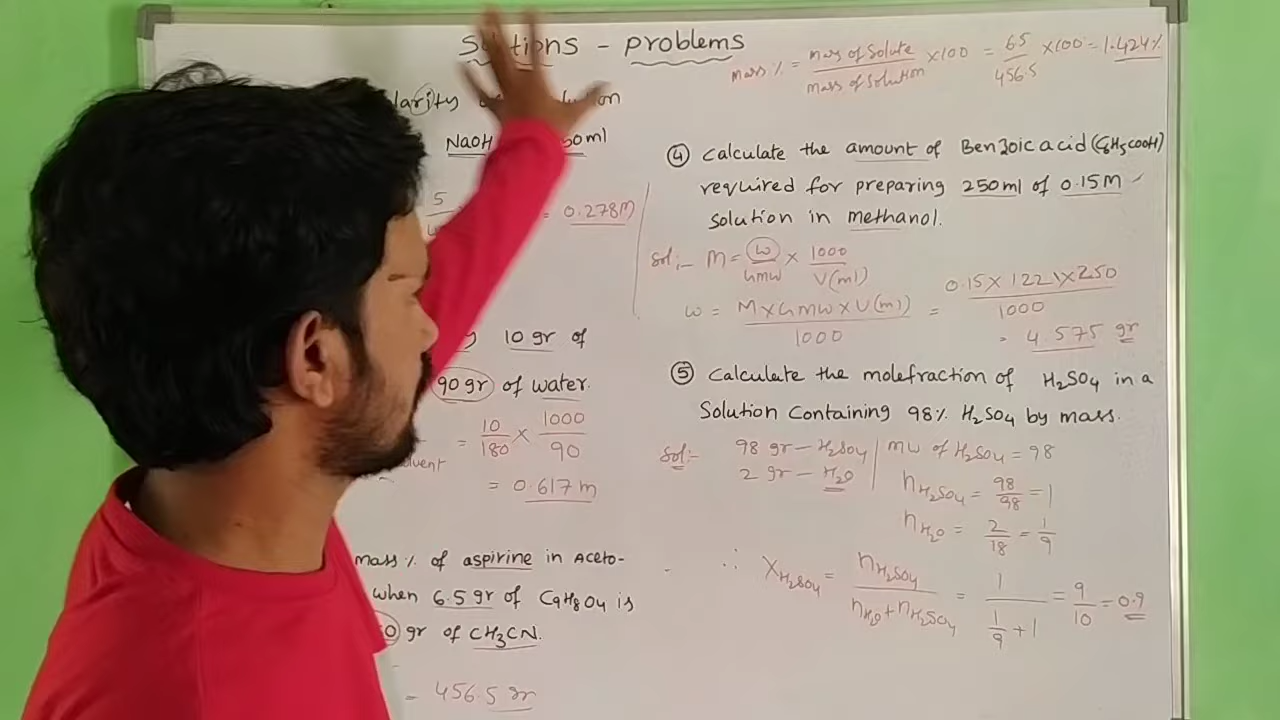 Solutions - problems
mass % = mass of Solute / mass of Solution ×100 = 6.5 / 456.5 ×100 = 1.424%
NaOH
50ml
5
= 0.278M
10 gr of
90gr of water.
= 10/180 × 1000/90
= 0.617 m
mass % of aspirine in Aceto-
when 6.5 gr of C9H8O4 is
gr of CH3CN.
= 456.5 gr
④ Calculate the amount of Benzoic acid (C6H5COOH)
required for preparing 250ml of 0.15M
solution in methanol.
Sol:- M = w/GMW × 1000/V(ml)
w = M×GMW×V(ml) / 1000 = 0.15×122×250 / 1000
= 4.575 gr
⑤ Calculate the molefraction of H2SO4 in a
Solution Containing 98% H2SO4 by mass.
Sol:- 98 gr – H2SO4
2 gr – H2O
MW of H2SO4 = 98
nH2SO4 = 98/98 = 1
nH2O = 2/18 = 1/9
∴ XH2SO4 = nH2SO4 / nH2O + nH2SO4 = 1 / 1/9 + 1 = 9/10 = 0.9